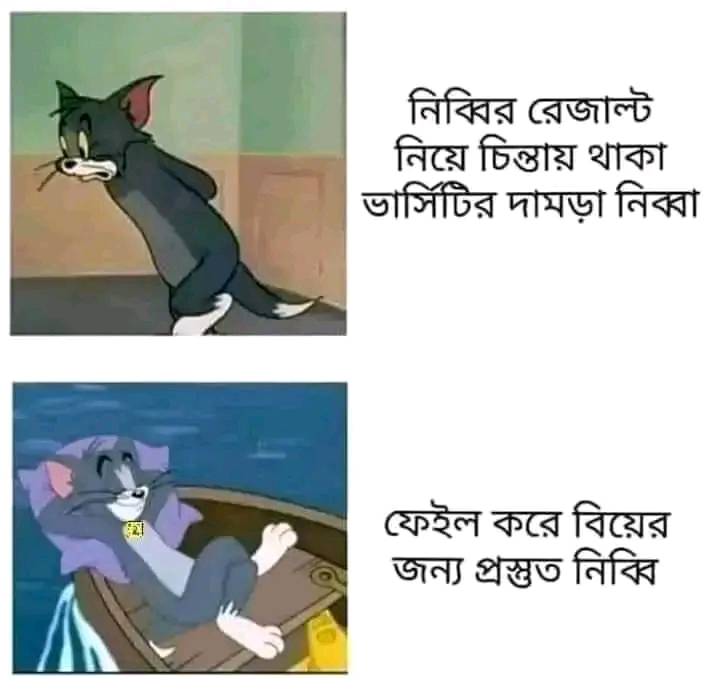 নিব্বির রেজাল্ট
নিয়ে চিন্তায় থাকা
ভার্সিটির দামড়া নিব্বা
ফেইল করে বিয়ের
জন্য প্রস্তুত নিব্বি